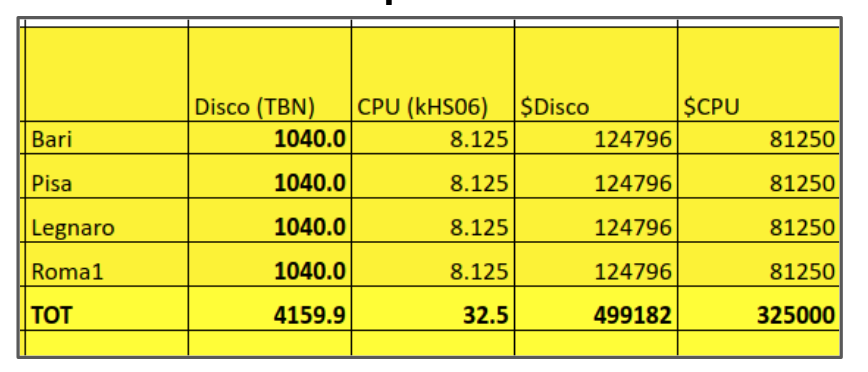 Disco (TBN) CPU (kHS06) $Disco $CPU
Bari 1040.0 8.125 124796 81250
Pisa 1040.0 8.125 124796 81250
Legnaro 1040.0 8.125 124796 81250
Roma1 1040.0 8.125 124796 81250
TOT 4159.9 32.5 499182 325000